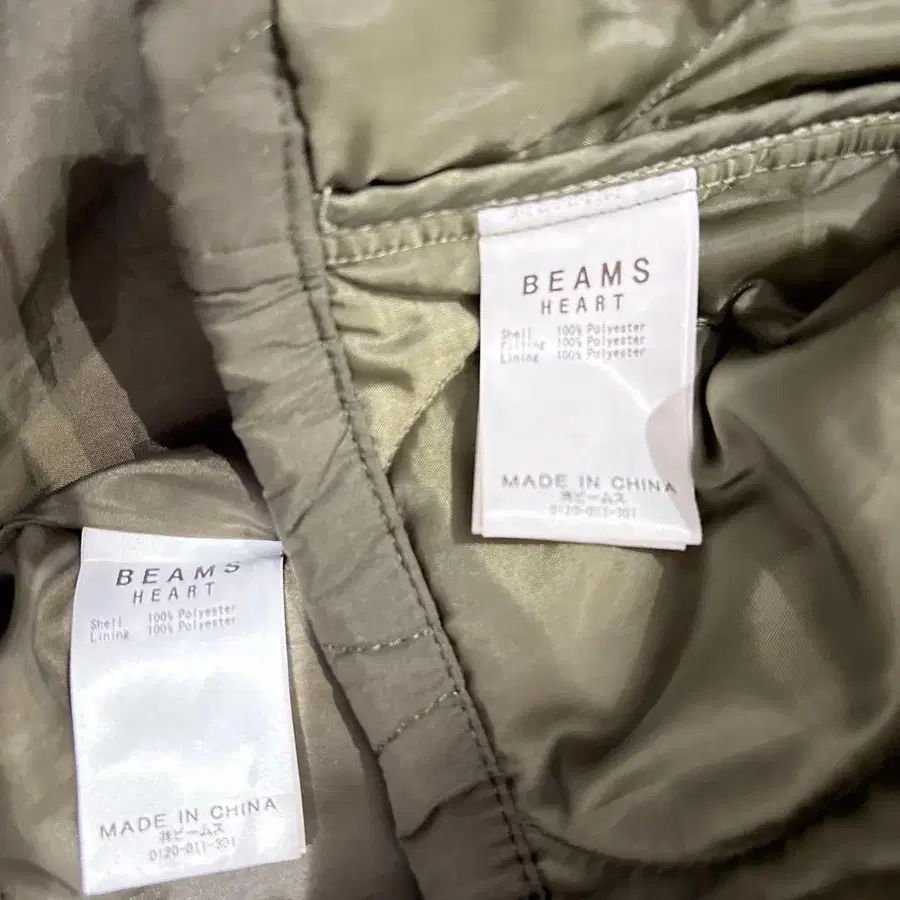 BEAMS
HEART
Shell 100% Polyester
Filling 100% Polyester
Lining 100% Polyester
MADE IN CHINA
㈱ビームス
0120-011-301
BEAMS
HEART
Shell 100% Polyester
Lining 100% Polyester
MADE IN CHINA
㈱ビームス
0120-011-301